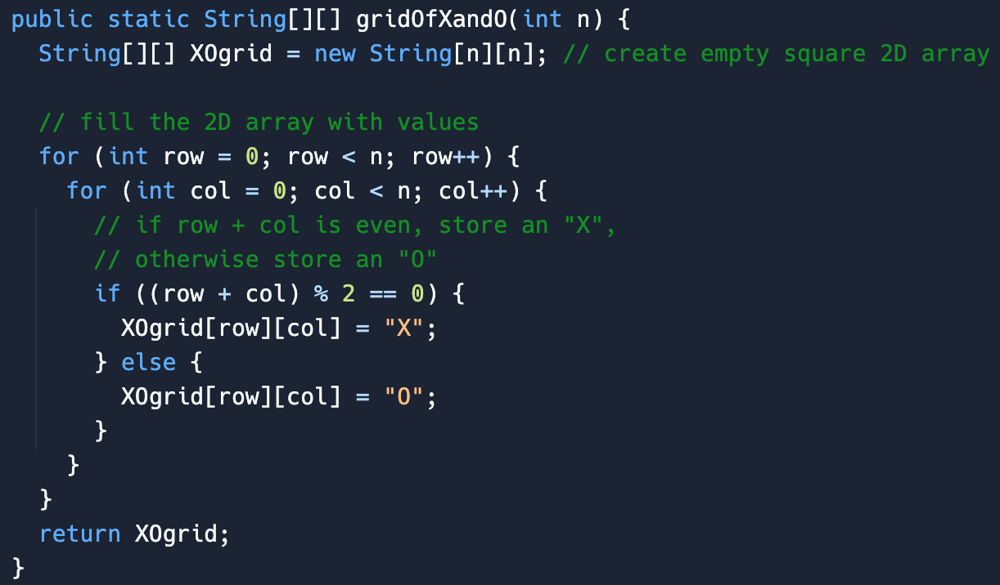 public static String[][] gridOfXandO(int n) {
  String[][] XOgrid = new String[n][n]; // create empty square 2D array

  // fill the 2D array with values
  for (int row = 0; row < n; row++) {
    for (int col = 0; col < n; col++) {
      // if row + col is even, store an "X",
      // otherwise store an "O"
      if ((row + col) % 2 == 0) {
        XOgrid[row][col] = "X";
      } else {
        XOgrid[row][col] = "O";
      }
    }
  }
  return XOgrid;
}